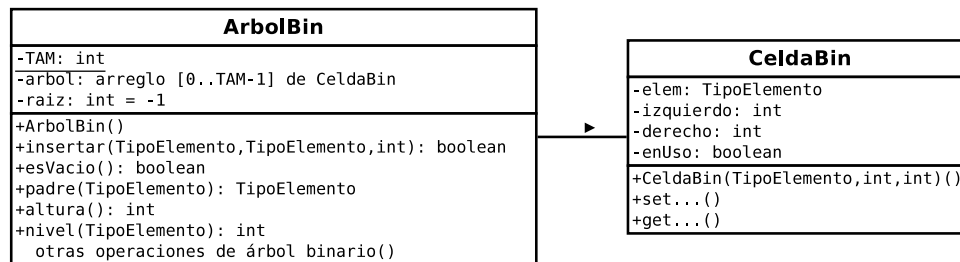 ArbolBin
-TAM: int
-arbol: arreglo [0..TAM-1] de CeldaBin
-raiz: int = -1
+ArbolBin()
+insertar(TipoElemento,TipoElemento,int): boolean
+esVacio(): boolean
+padre(TipoElemento): TipoElemento
+altura(): int
+nivel(TipoElemento): int
otras operaciones de árbol binario()
CeldaBin
-elem: TipoElemento
-izquierdo: int
-derecho: int
-enUso: boolean
+CeldaBin(TipoElemento,int,int)()
+set...()
+get...()